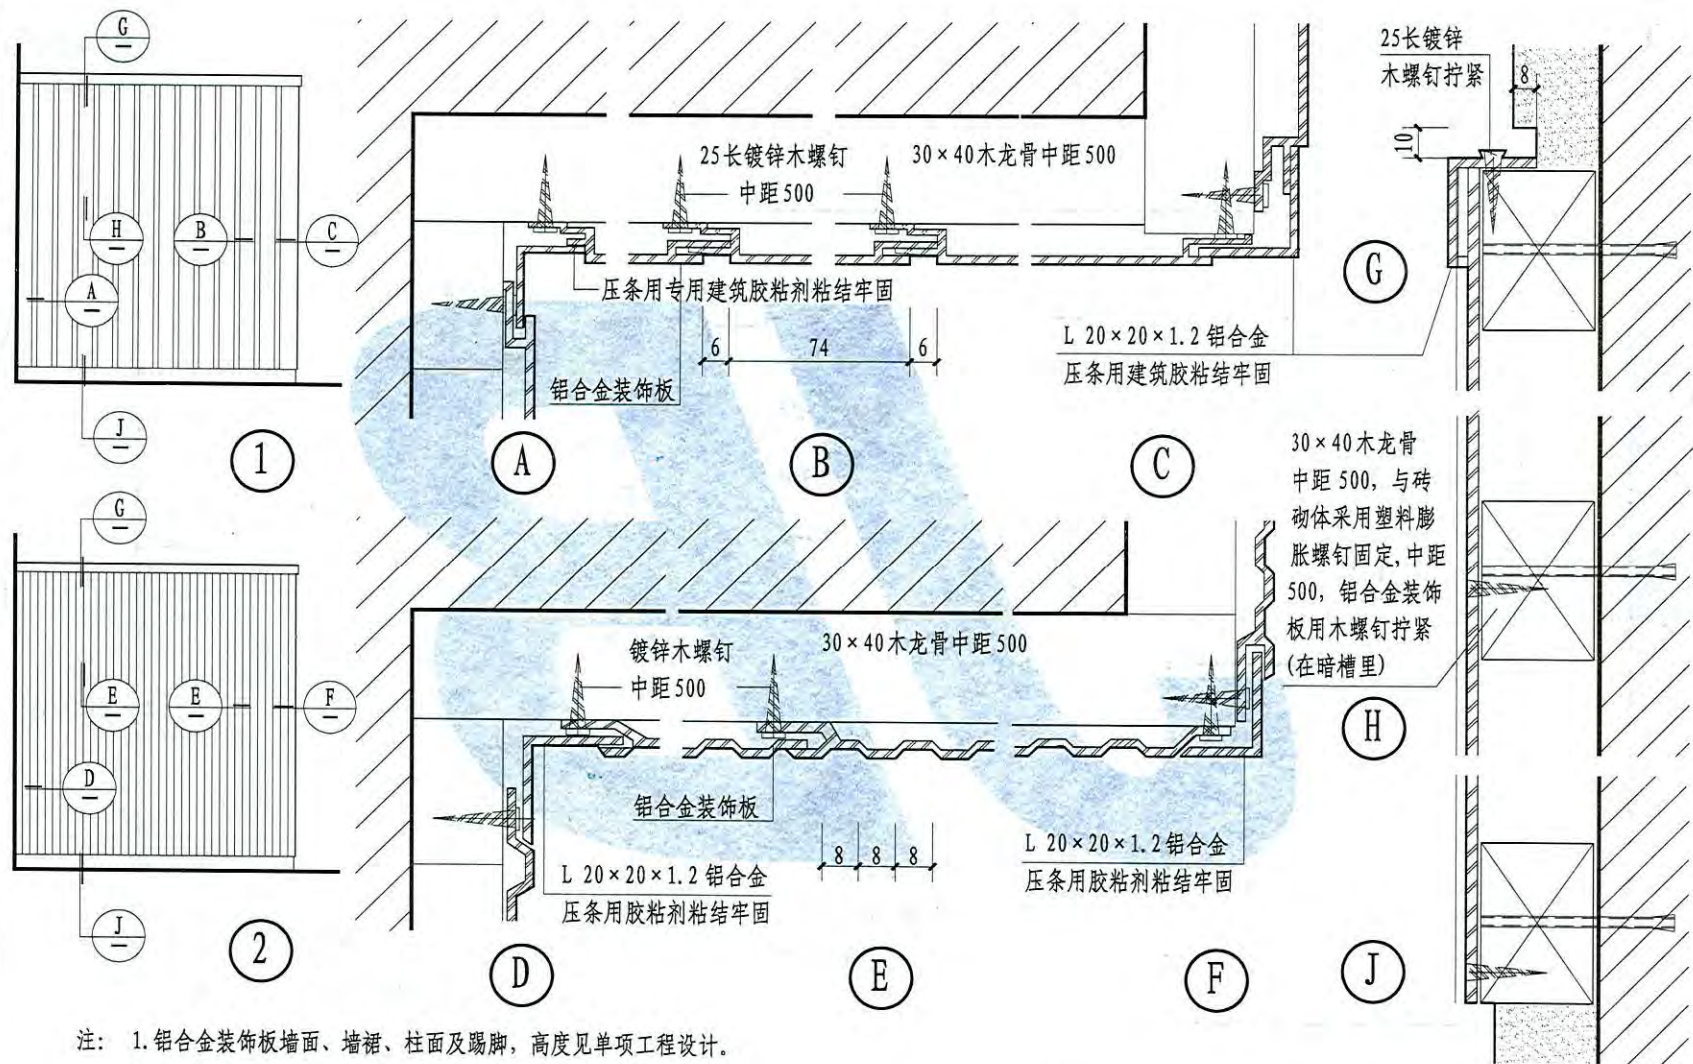 G
H
B
C
A
J
1
G
E
E
F
D
J
2
25长镀锌木螺钉
中距500
30×40木龙骨中距500
压条用专用建筑胶粘剂粘结牢固
6
74
6
铝合金装饰板
L 20×20×1.2 铝合金
压条用建筑胶粘结牢固
A
B
C
镀锌木螺钉
中距500
30×40木龙骨中距500
铝合金装饰板
8
8
8
L 20×20×1.2 铝合金
压条用胶粘剂粘结牢固
L 20×20×1.2 铝合金
压条用胶粘剂粘结牢固
D
E
F
25长镀锌
木螺钉拧紧
8
10
G
30×40木龙骨
中距 500, 与砖
砌体采用塑料膨
胀螺钉固定,中距
500, 铝合金装饰
板用木螺钉拧紧
(在暗槽里)
H
J
注: 1.铝合金装饰板墙面、墙裙、柱面及踢脚, 高度见单项工程设计。